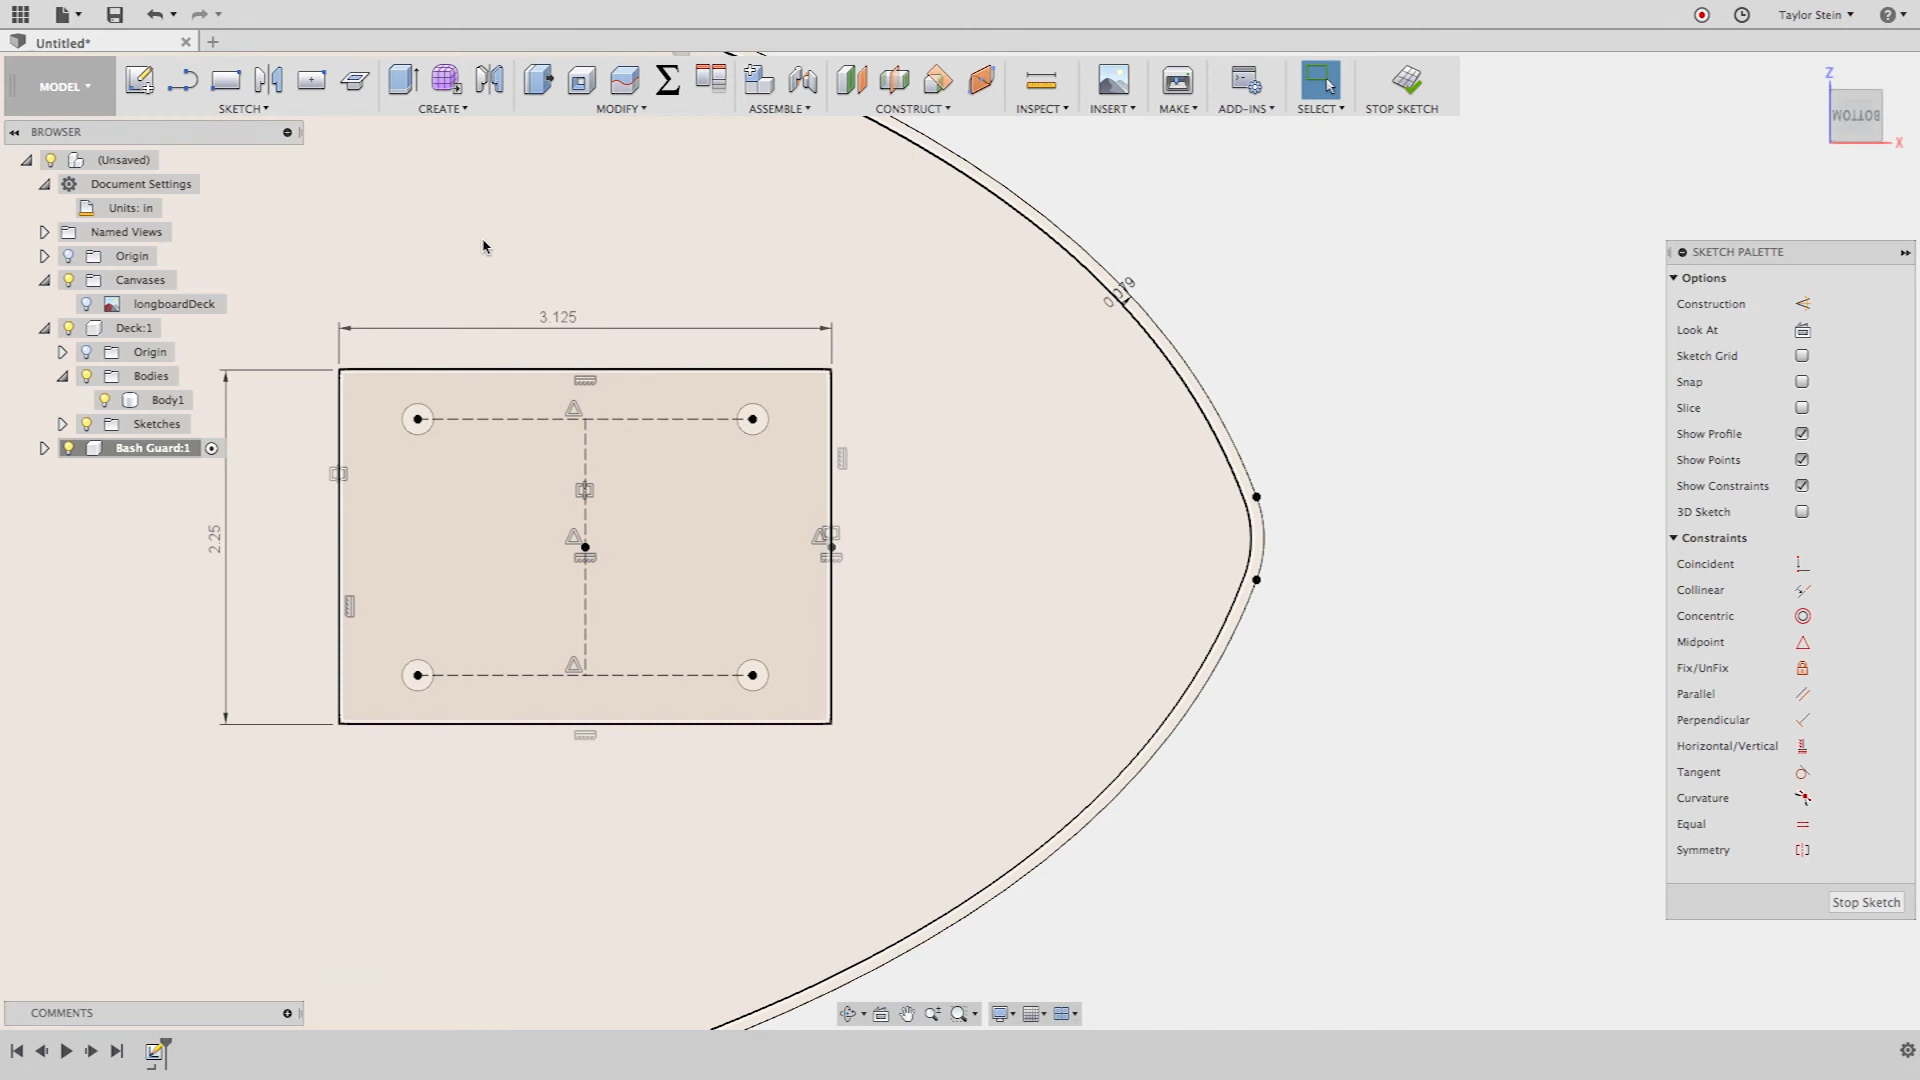 Taylor Stein
Untitled*
MODEL
SKETCH
CREATE
MODIFY
ASSEMBLE
CONSTRUCT
INSPECT
INSERT
MAKE
ADD-INS
SELECT
STOP SKETCH
Z
BOTTOM
X
BROWSER
(Unsaved)
Document Settings
Units: in
Named Views
Origin
Canvases
longboardDeck
Deck:1
Origin
Bodies
Body1
Sketches
Bash Guard:1
3.125
2.25
SKETCH PALETTE
Options
Construction
Look At
Sketch Grid
Snap
Slice
Show Profile
Show Points
Show Constraints
3D Sketch
Constraints
Coincident
Collinear
Concentric
Midpoint
Fix/UnFix
Parallel
Perpendicular
Horizontal/Vertical
Tangent
Curvature
Equal
Symmetry
Stop Sketch
COMMENTS